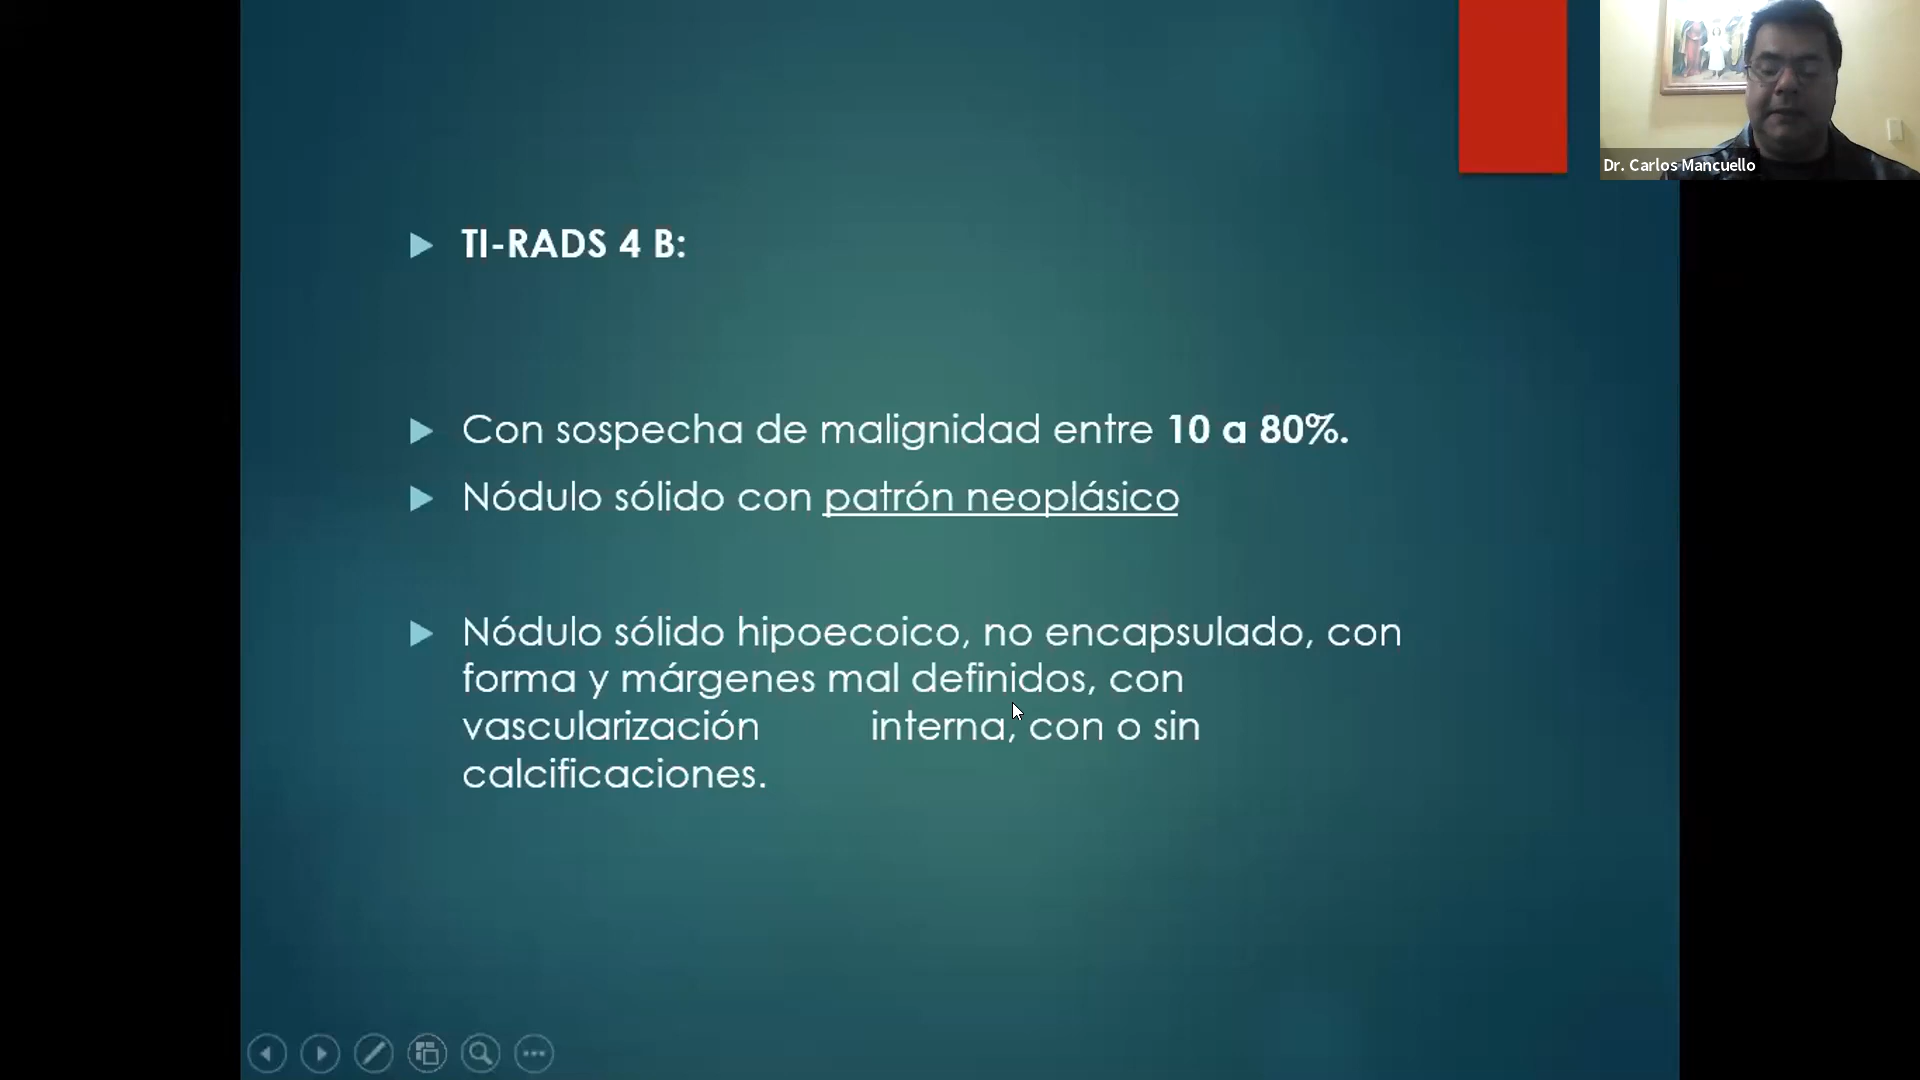 Dr. Carlos Mancuello
TI-RADS 4 B:
Con sospecha de malignidad entre 10 a 80%.
Nódulo sólido con patrón neoplásico
Nódulo sólido hipoecoico, no encapsulado, con
forma y márgenes mal definidos, con
vascularización interna, con o sin
calcificaciones.